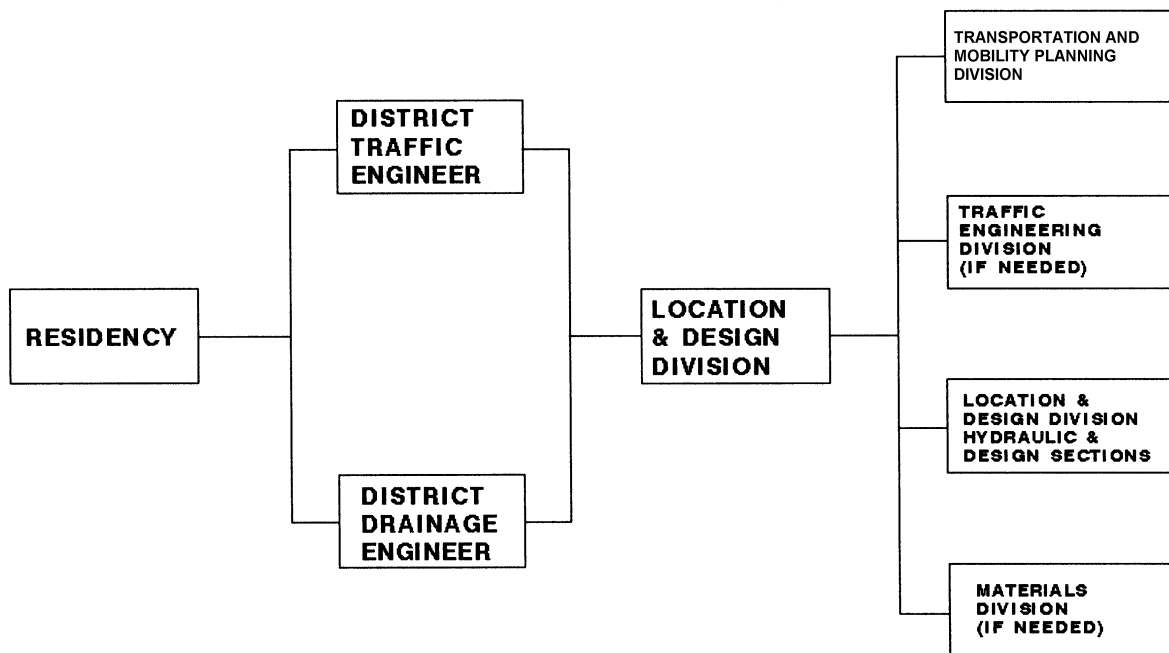 RESIDENCY
DISTRICT
TRAFFIC
ENGINEER
DISTRICT
DRAINAGE
ENGINEER
LOCATION
& DESIGN
DIVISION
TRANSPORTATION AND
MOBILITY PLANNING
DIVISION
TRAFFIC
ENGINEERING
DIVISION
(IF NEEDED)
LOCATION &
DESIGN DIVISION
HYDRAULIC &
DESIGN SECTIONS
MATERIALS
DIVISION
(IF NEEDED)